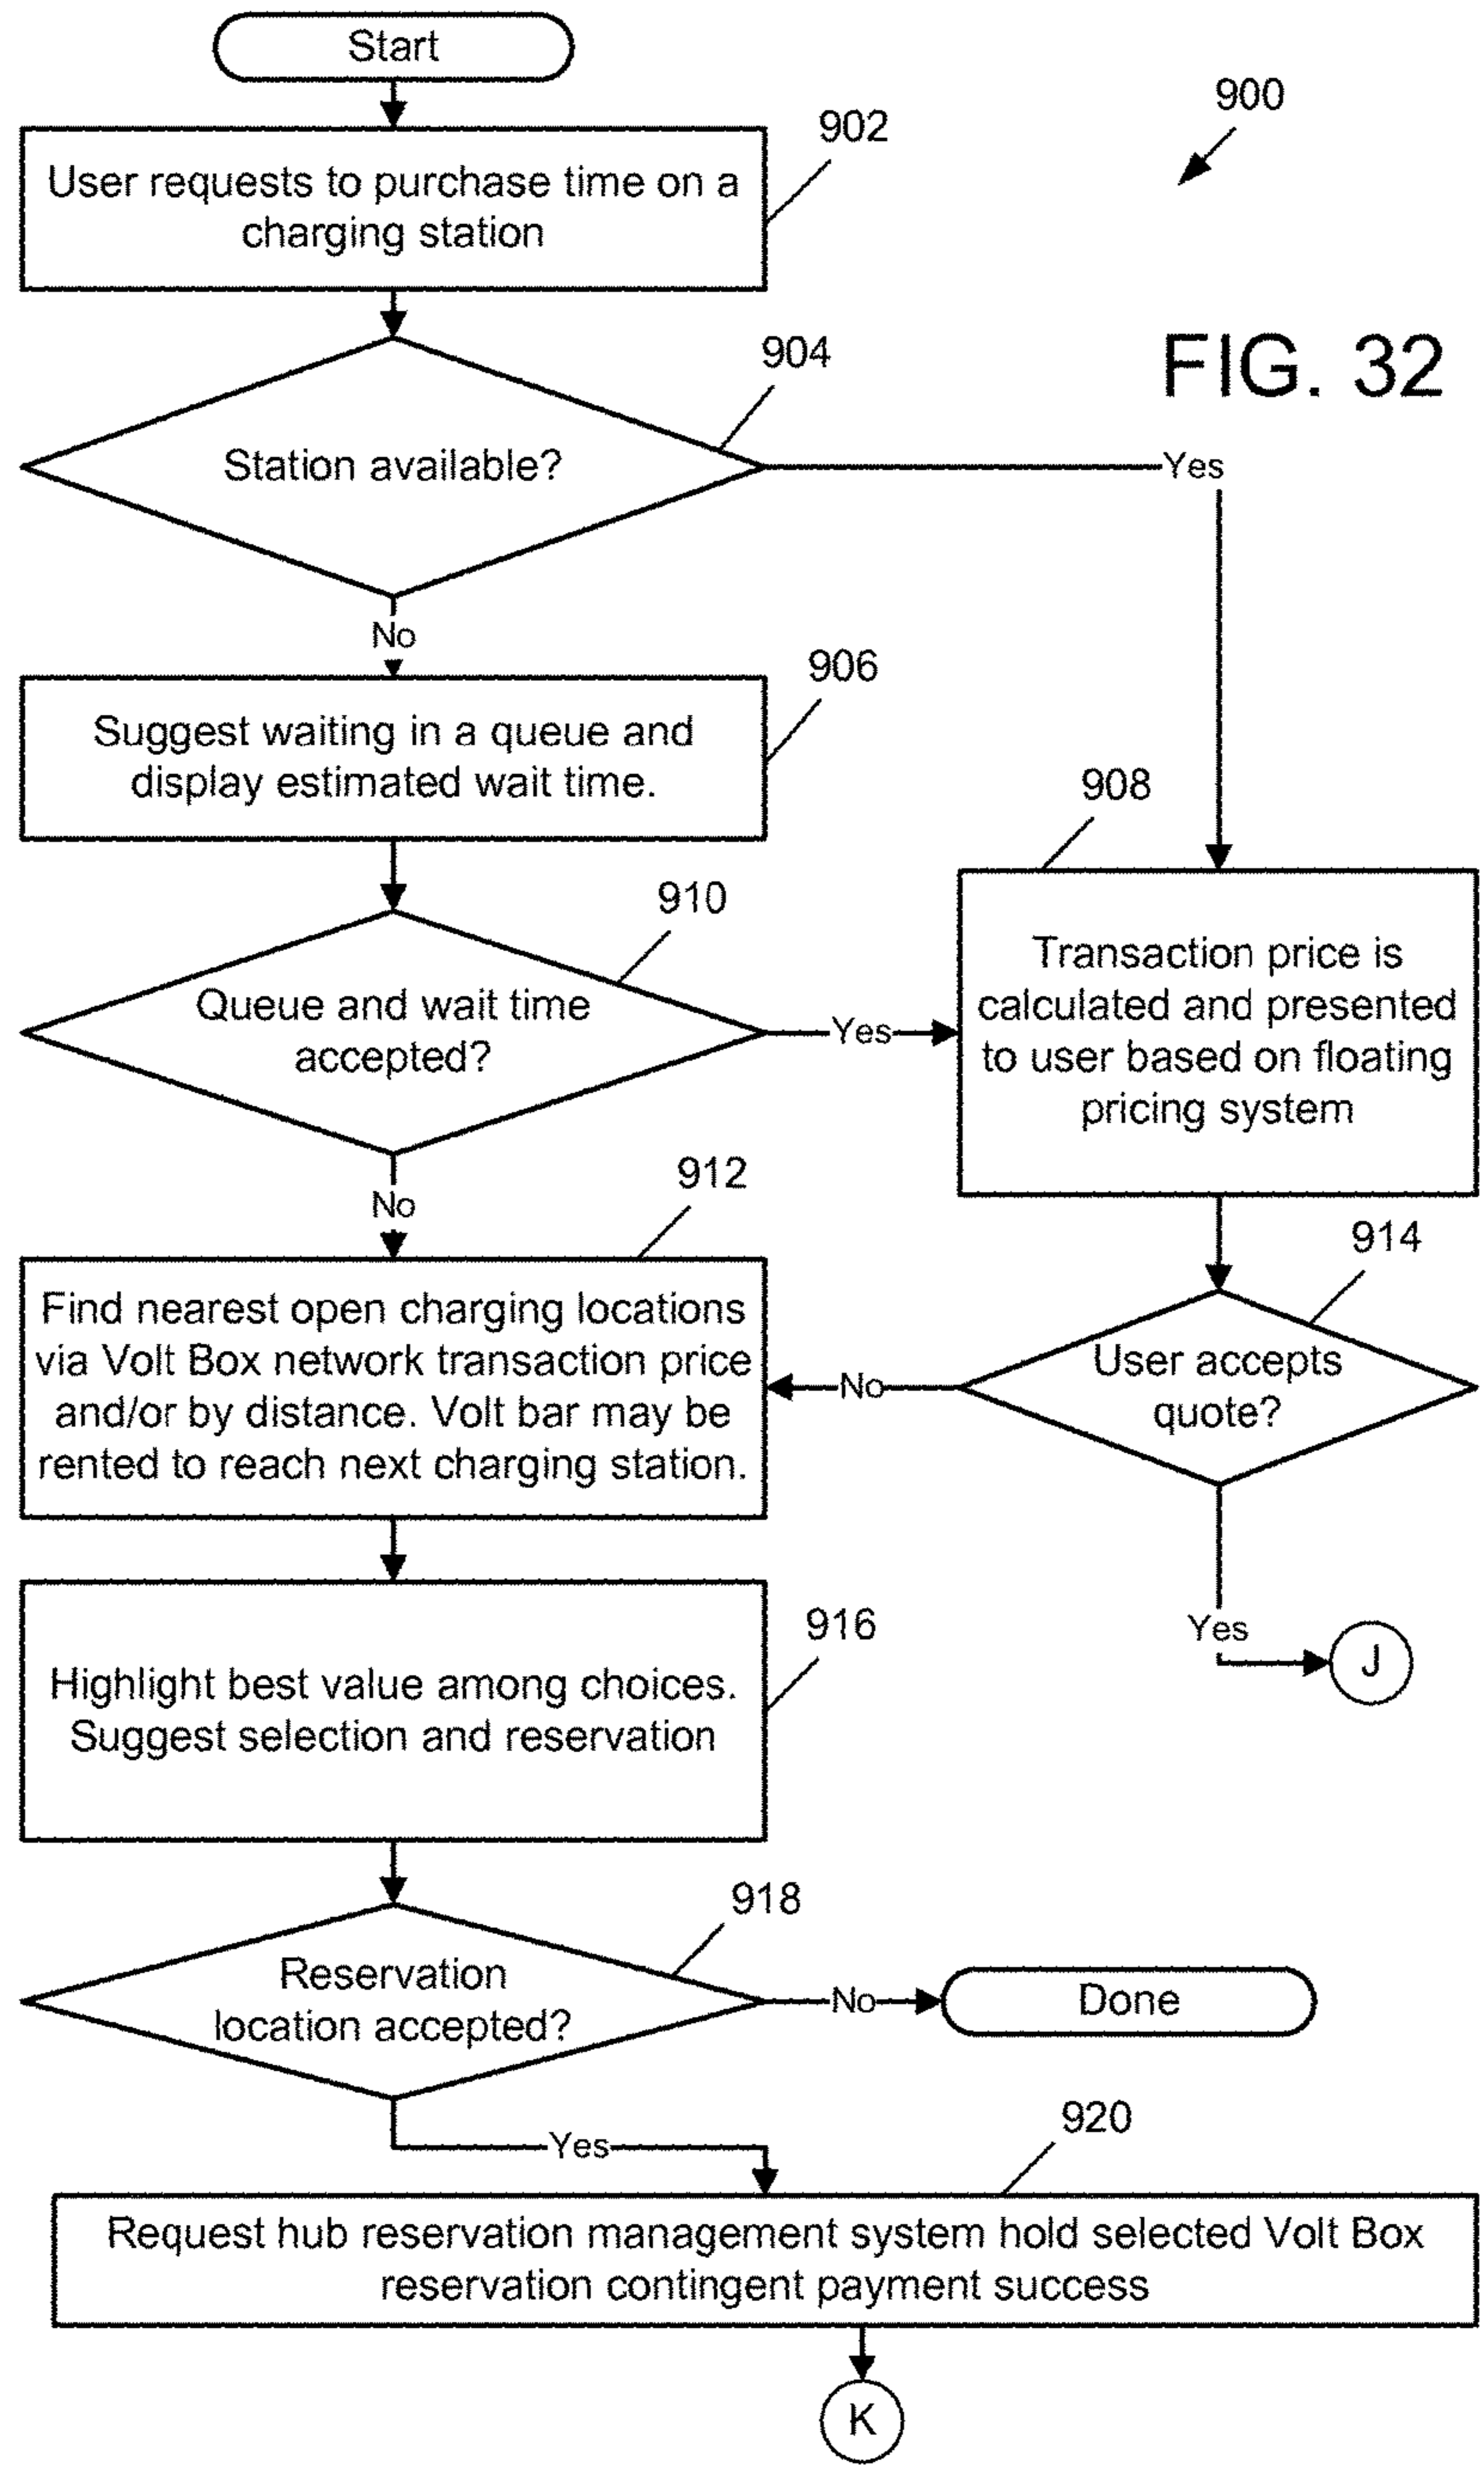 Start
900
902
User requests to purchase time on a
charging station
FIG. 32
904
Station available?
Yes
No
906
Suggest waiting in a queue and
display estimated wait time.
908
Transaction price is
calculated and presented
to user based on floating
pricing system
910
Queue and wait time
accepted?
Yes
No
912
Find nearest open charging locations
via Volt Box network transaction price
and/or by distance. Volt bar may be
rented to reach next charging station.
914
User accepts
quote?
No
Yes
J
916
Highlight best value among choices.
Suggest selection and reservation
918
Reservation
location accepted?
No
Done
Yes
920
Request hub reservation management system hold selected Volt Box
reservation contingent payment success
K